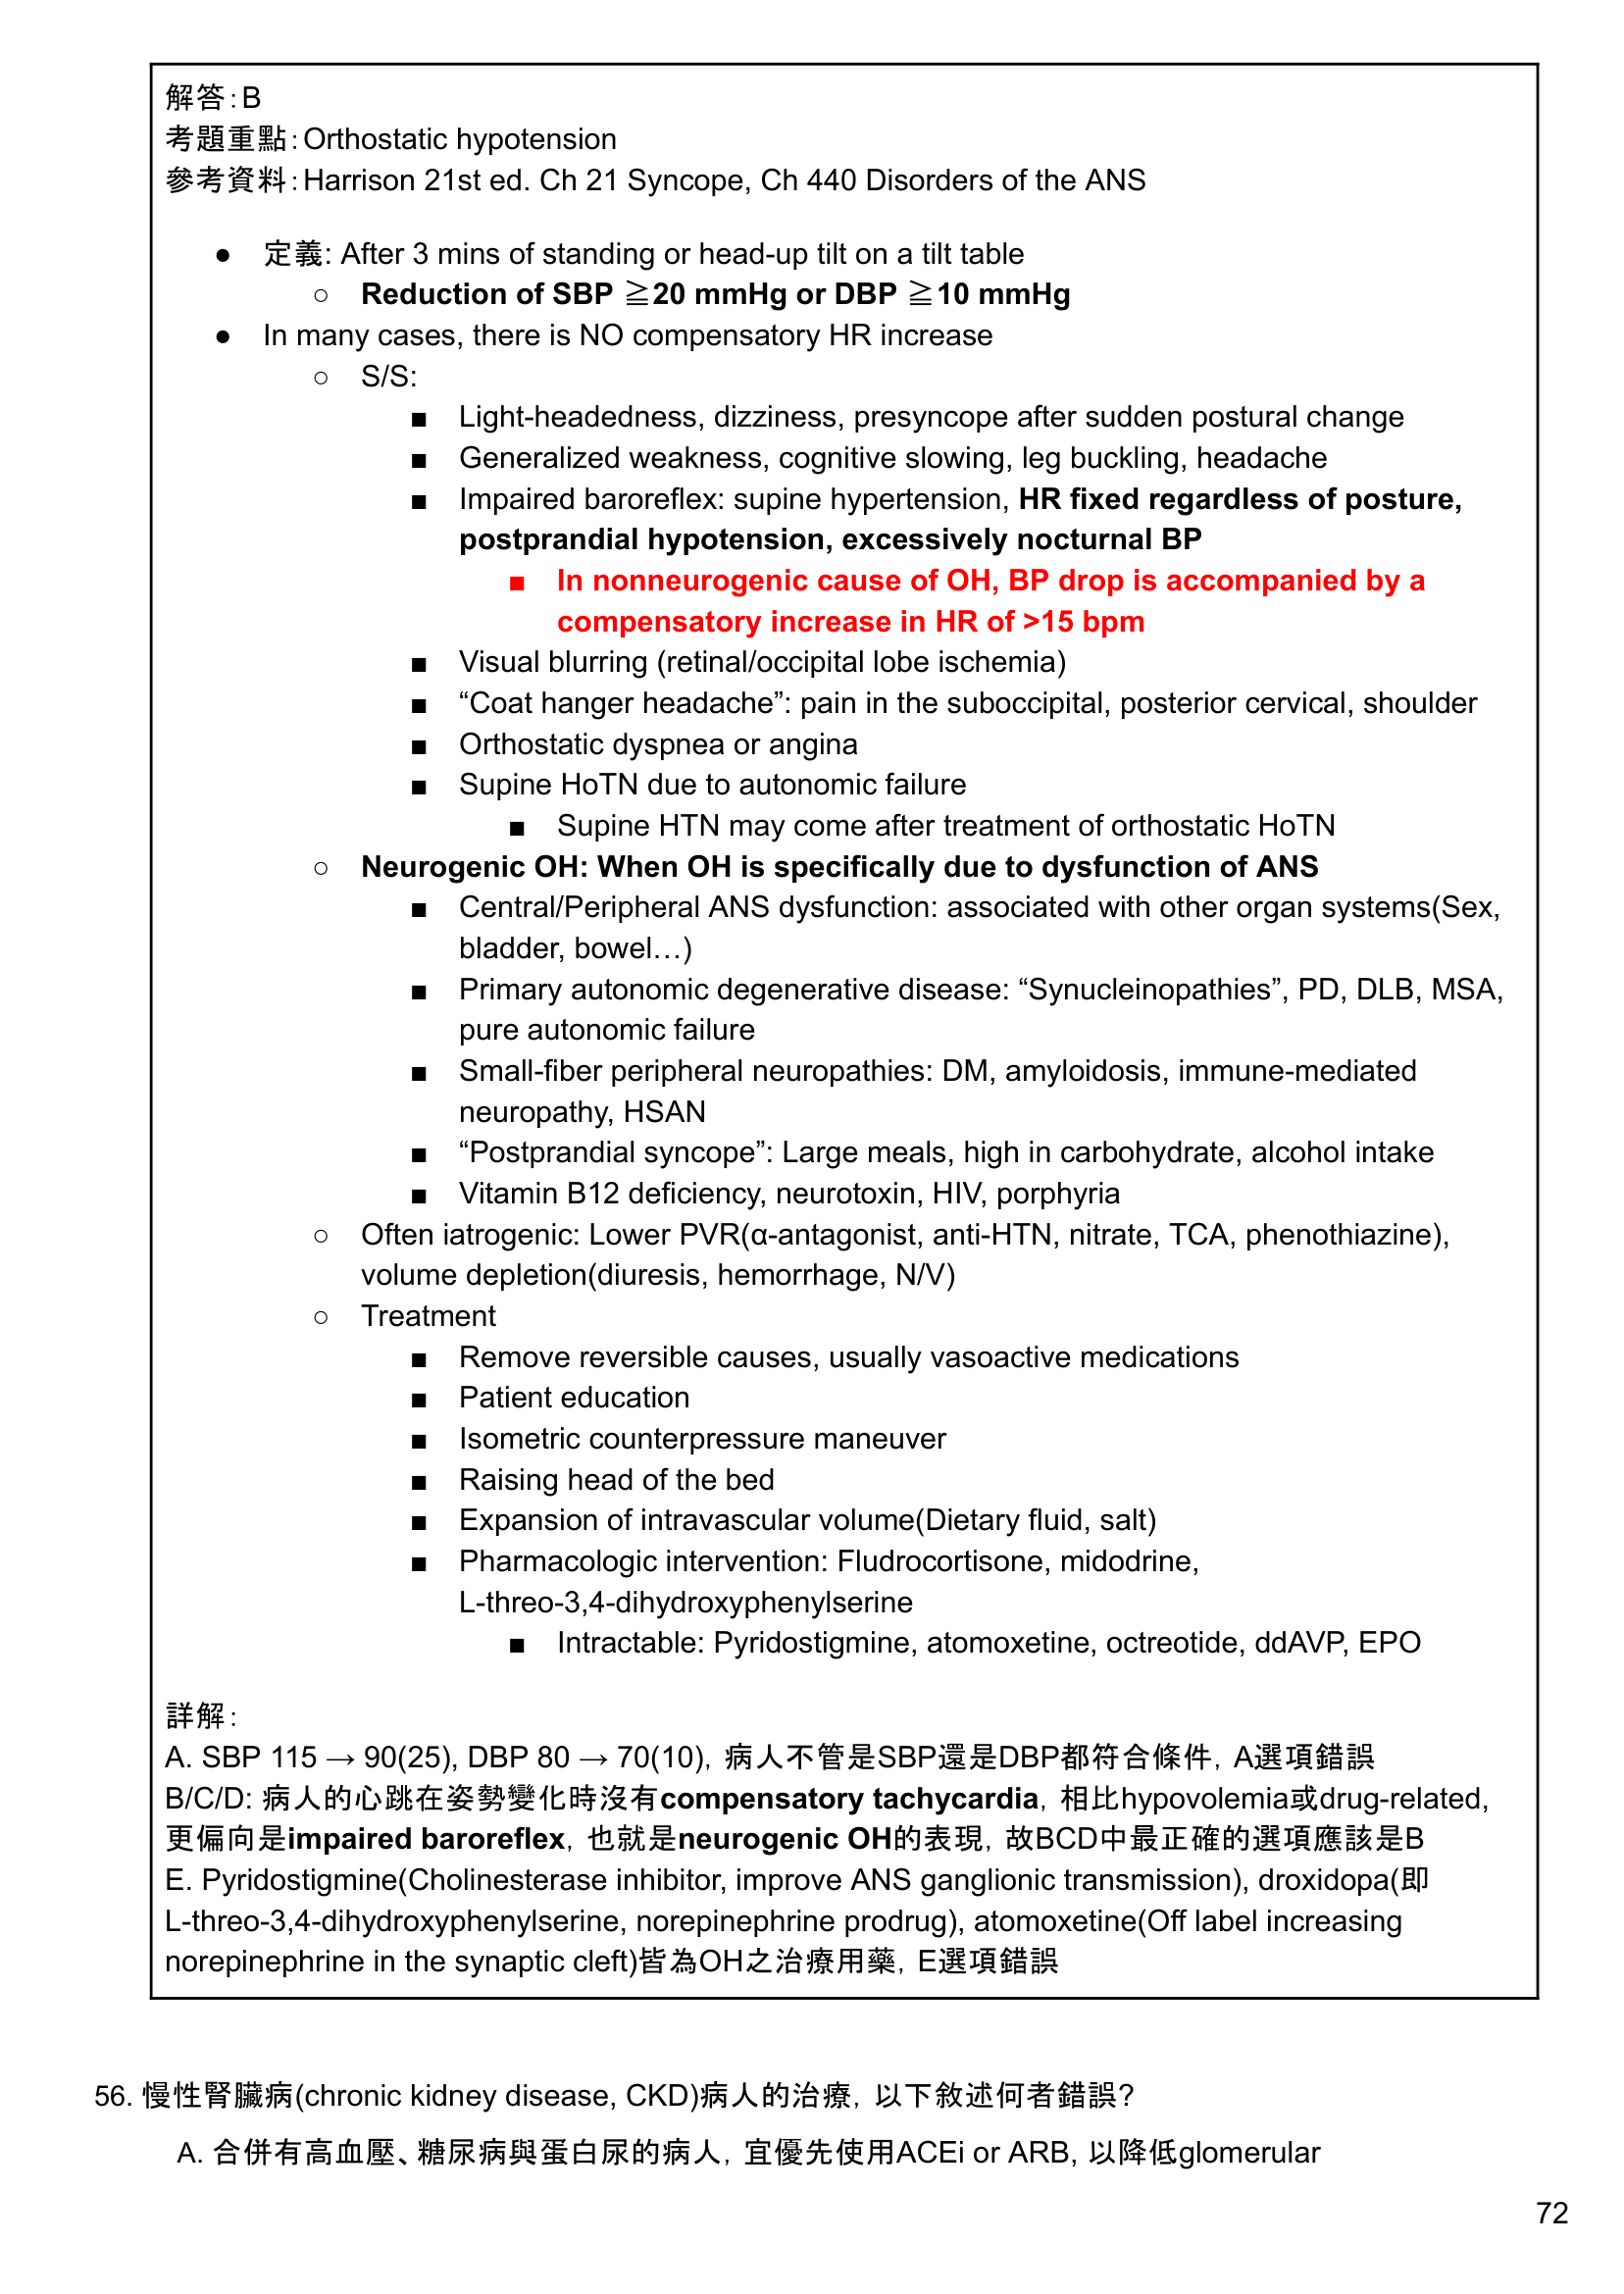 解答：B
考題重點：Orthostatic hypotension
參考資料：Harrison 21st ed. Ch 21 Syncope, Ch 440 Disorders of the ANS
● 定義: After 3 mins of standing or head-up tilt on a tilt table
○ Reduction of SBP ≧20 mmHg or DBP ≧10 mmHg
● In many cases, there is NO compensatory HR increase
○ S/S:
■ Light-headedness, dizziness, presyncope after sudden postural change
■ Generalized weakness, cognitive slowing, leg buckling, headache
■ Impaired baroreflex: supine hypertension, HR fixed regardless of posture,
postprandial hypotension, excessively nocturnal BP
■ In nonneurogenic cause of OH, BP drop is accompanied by a
compensatory increase in HR of >15 bpm
■ Visual blurring (retinal/occipital lobe ischemia)
■ “Coat hanger headache”: pain in the suboccipital, posterior cervical, shoulder
■ Orthostatic dyspnea or angina
■ Supine HoTN due to autonomic failure
■ Supine HTN may come after treatment of orthostatic HoTN
○ Neurogenic OH: When OH is specifically due to dysfunction of ANS
■ Central/Peripheral ANS dysfunction: associated with other organ systems(Sex,
bladder, bowel…)
■ Primary autonomic degenerative disease: “Synucleinopathies”, PD, DLB, MSA,
pure autonomic failure
■ Small-fiber peripheral neuropathies: DM, amyloidosis, immune-mediated
neuropathy, HSAN
■ “Postprandial syncope”: Large meals, high in carbohydrate, alcohol intake
■ Vitamin B12 deficiency, neurotoxin, HIV, porphyria
○ Often iatrogenic: Lower PVR(α-antagonist, anti-HTN, nitrate, TCA, phenothiazine),
volume depletion(diuresis, hemorrhage, N/V)
○ Treatment
■ Remove reversible causes, usually vasoactive medications
■ Patient education
■ Isometric counterpressure maneuver
■ Raising head of the bed
■ Expansion of intravascular volume(Dietary fluid, salt)
■ Pharmacologic intervention: Fludrocortisone, midodrine,
L-threo-3,4-dihydroxyphenylserine
■ Intractable: Pyridostigmine, atomoxetine, octreotide, ddAVP, EPO
詳解：
A. SBP 115 → 90(25), DBP 80 → 70(10)，病人不管是SBP還是DBP都符合條件，A選項錯誤
B/C/D: 病人的心跳在姿勢變化時沒有compensatory tachycardia，相比hypovolemia或drug-related,
更偏向是impaired baroreflex，也就是neurogenic OH的表現，故BCD中最正確的選項應該是B
E. Pyridostigmine(Cholinesterase inhibitor, improve ANS ganglionic transmission), droxidopa(即
L-threo-3,4-dihydroxyphenylserine, norepinephrine prodrug), atomoxetine(Off label increasing
norepinephrine in the synaptic cleft)皆為OH之治療用藥，E選項錯誤
56. 慢性腎臟病(chronic kidney disease, CKD)病人的治療，以下敘述何者錯誤?
A. 合併有高血壓、糖尿病與蛋白尿的病人，宜優先使用ACEi or ARB, 以降低glomerular
72